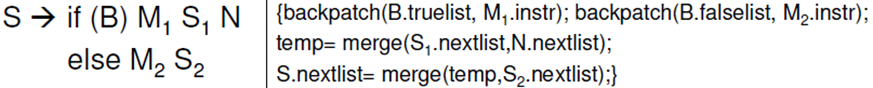 S → if (B) M₁ S₁ N
else M₂ S₂
{backpatch(B.truelist, M₁.instr); backpatch(B.falselist, M₂.instr);
temp= merge(S₁.nextlist,N.nextlist);
S.nextlist= merge(temp,S₂.nextlist);}